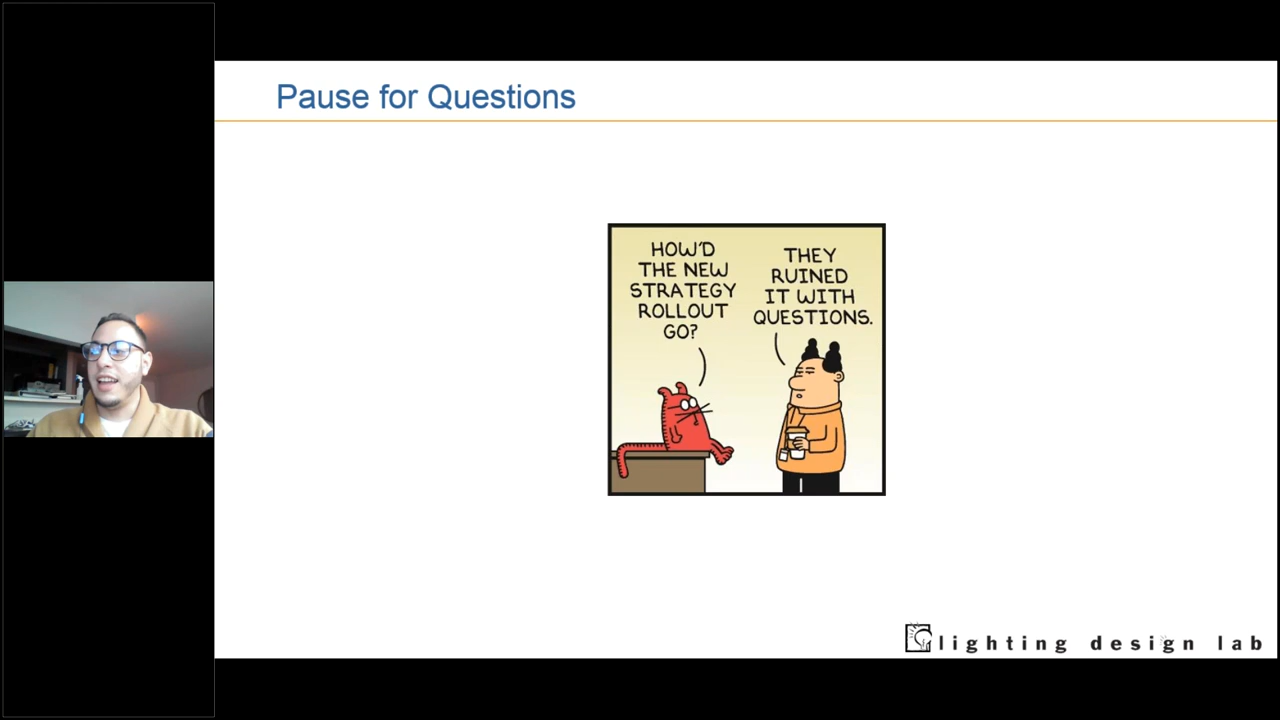 Pause for Questions
HOW'D
THE NEW
STRATEGY
ROLLOUT
GO?
THEY
RUINED
IT WITH
QUESTIONS.
lighting design lab